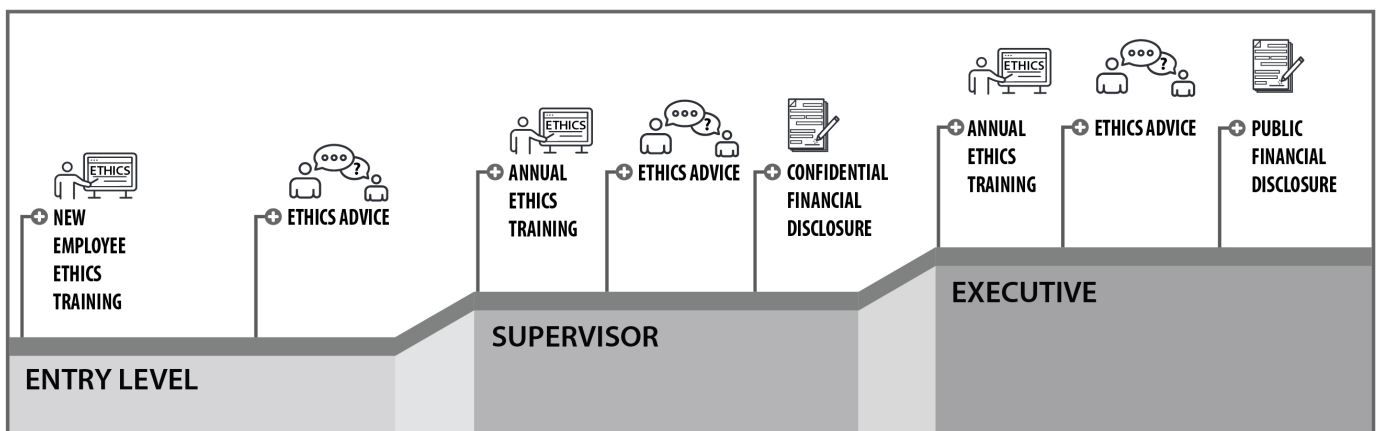 ETHICS
NEW
EMPLOYEE
ETHICS
TRAINING
?
ETHICS ADVICE
ENTRY LEVEL
ETHICS
ANNUAL
ETHICS
TRAINING
?
ETHICS ADVICE
CONFIDENTIAL
FINANCIAL
DISCLOSURE
SUPERVISOR
ETHICS
ANNUAL
ETHICS
TRAINING
?
ETHICS ADVICE
PUBLIC
FINANCIAL
DISCLOSURE
EXECUTIVE